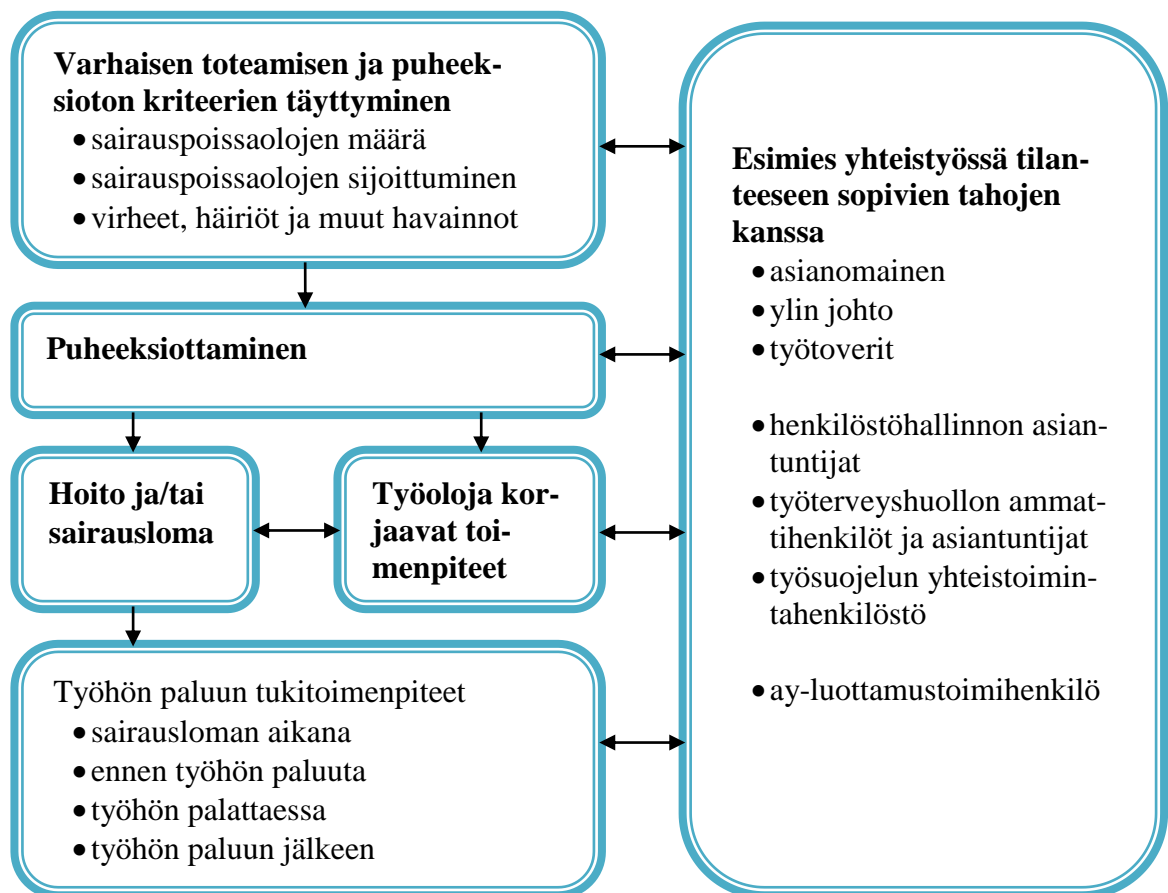 Varhaisen toteamisen ja puheek-
sioton kriteerien täyttyminen
• sairauspoissaolojen määrä
• sairauspoissaolojen sijoittuminen
• virheet, häiriöt ja muut havainnot
Puheeksiottaminen
Hoito ja/tai
sairausloma
Työoloja kor-
jaavat toi-
menpiteet
Työhön paluun tukitoimenpiteet
• sairausloman aikana
• ennen työhön paluuta
• työhön palattaessa
• työhön paluun jälkeen
Esimies yhteistyössä tilan-
teeseen sopivien tahojen
kanssa
• asianomainen
• ylin johto
• työtoverit
• henkilöstöhallinnon asian-
tuntijat
• työterveyshuollon ammat-
tihenkilöt ja asiantuntijat
• työsuojelun yhteistoimin-
tahenkilöstö
• ay-luottamustoimihenkilö